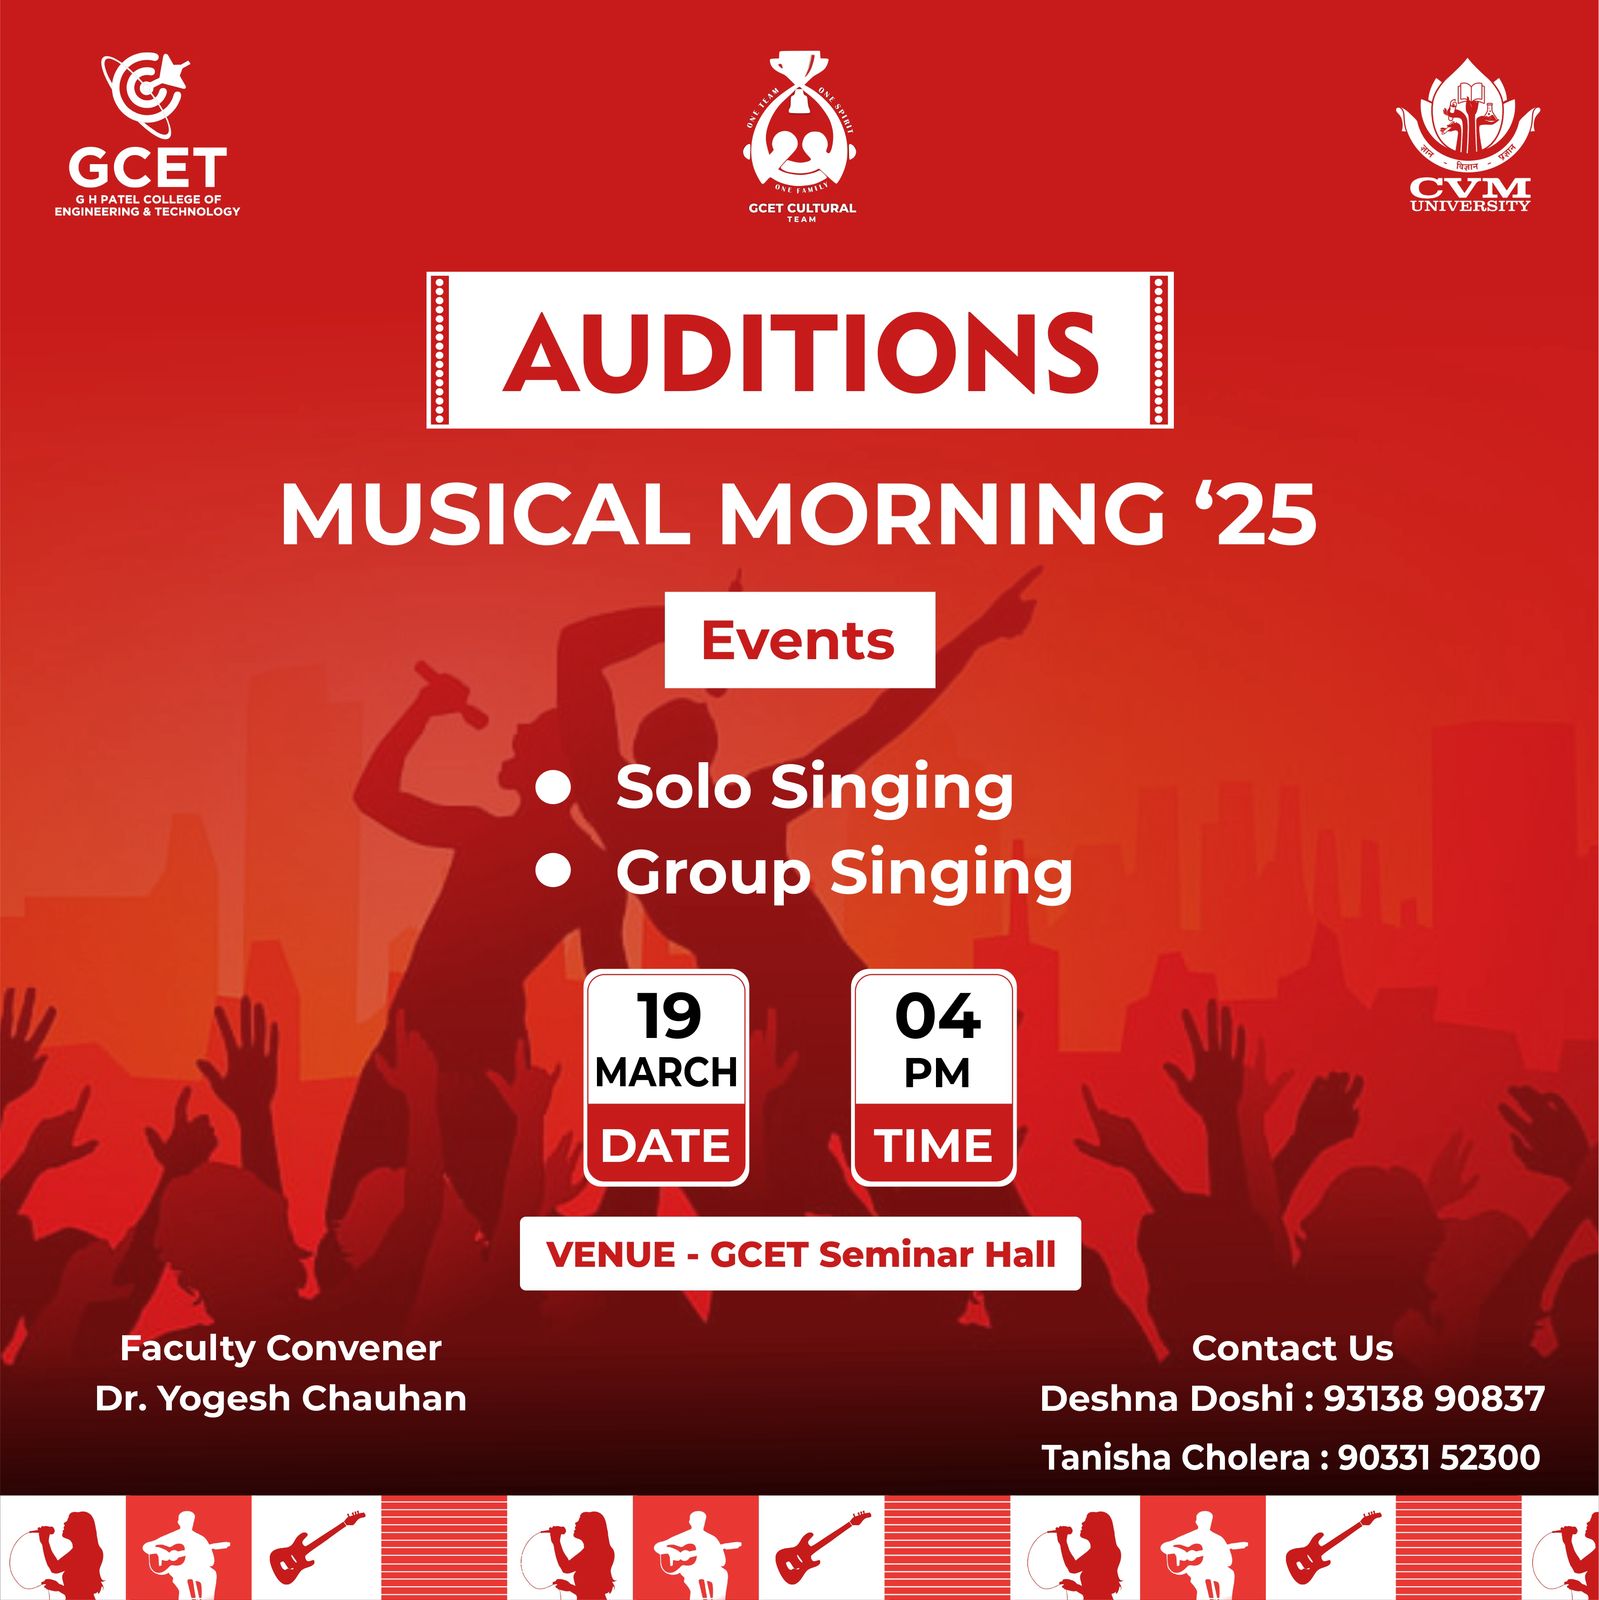 GCET
G H PATEL COLLEGE OF
ENGINEERING & TECHNOLOGY
ONE TEAM
ONE SPIRIT
ONE FAMILY
GCET CULTURAL
TEAM
ज्ञान - विज्ञान - प्रज्ञान
CVM
UNIVERSITY
AUDITIONS
MUSICAL MORNING ‘25
Events
• Solo Singing
• Group Singing
19
MARCH
DATE
04
PM
TIME
VENUE - GCET Seminar Hall
Faculty Convener
Dr. Yogesh Chauhan
Contact Us
Deshna Doshi : 93138 90837
Tanisha Cholera : 90331 52300